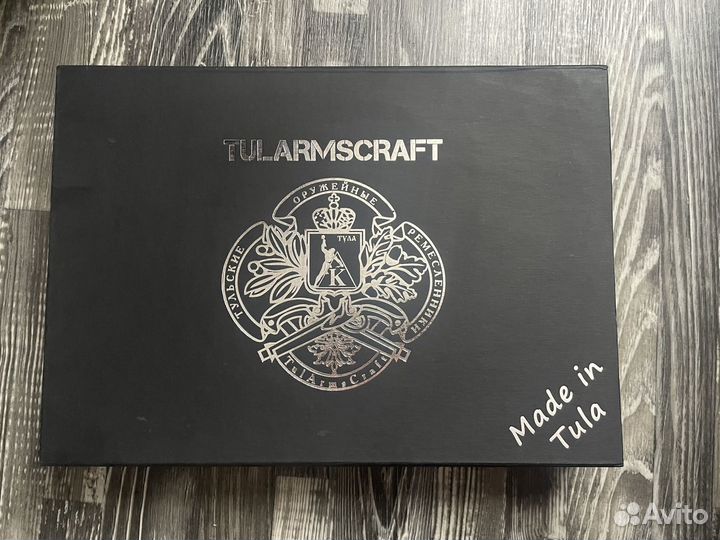 TULARMSCRAFT
ОРУЖЕЙНЫЕ
ТУЛЬСКИЕ
РЕМЕСЛЕННИКИ
ТУЛА
К
TulArmsCraft
Made in
Tula
Avito